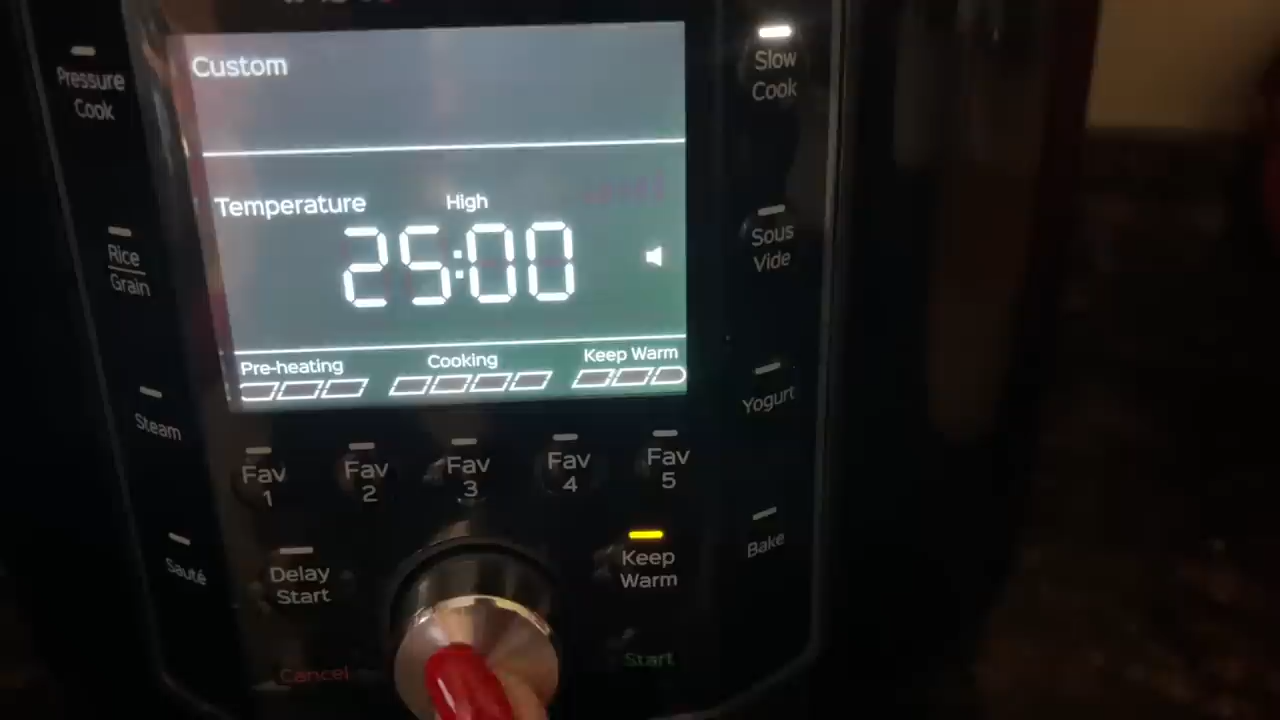 Custom
Temperature High
25:00
Pre-heating Cooking Keep Warm
Pressure
Cook
Rice
Grain
Steam
Sauté
Slow
Cook
Sous
Vide
Yogurt
Bake
Fav
1
Fav
2
Fav
3
Fav
4
Fav
5
Delay
Start
Keep
Warm
Cancel
Start